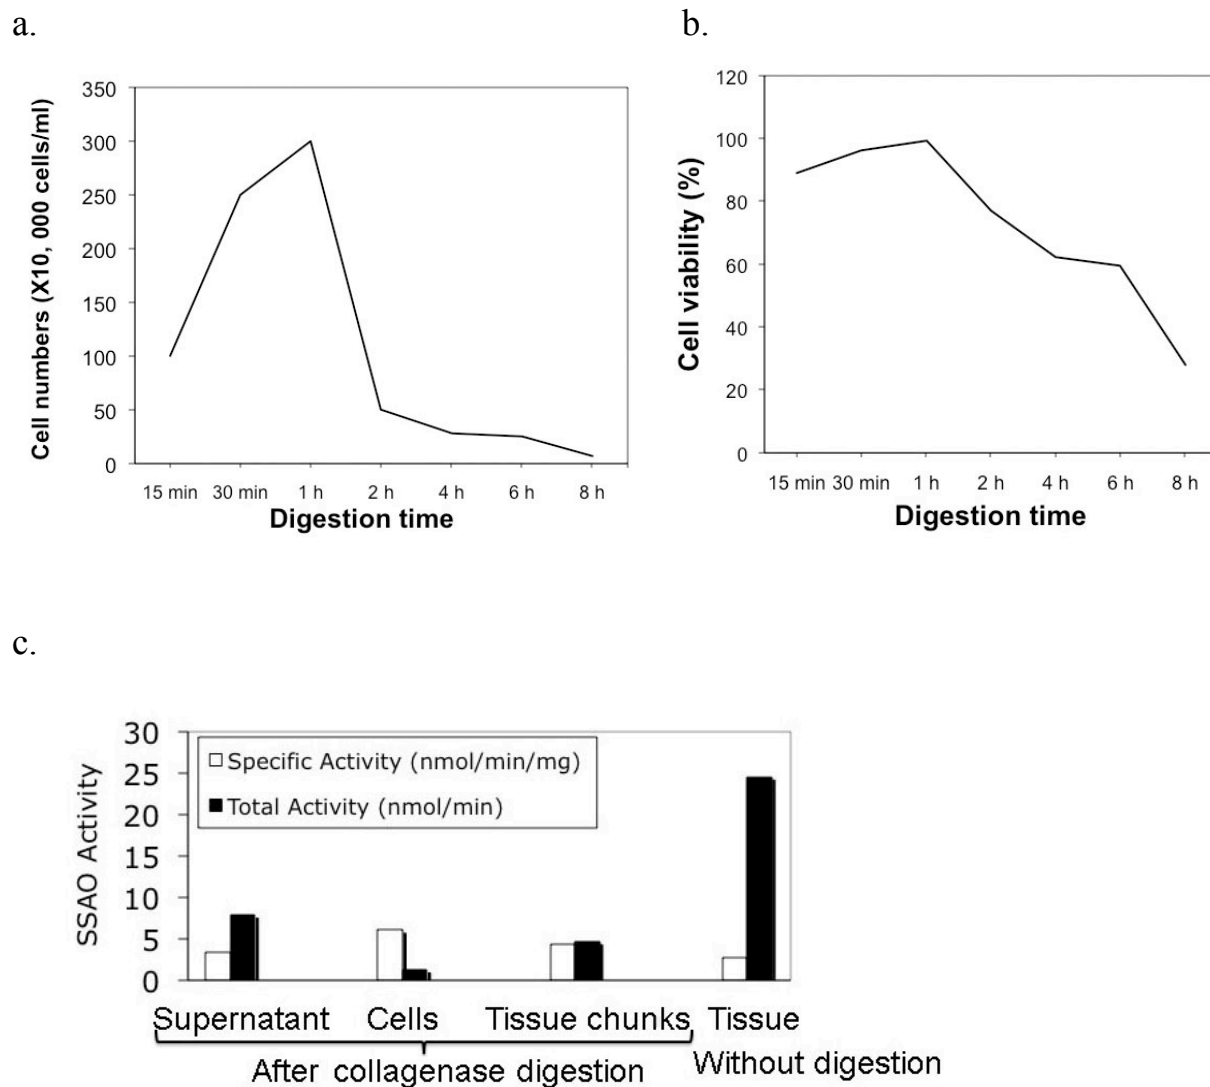 a.
350
300
250
200
150
100
50
0
Cell numbers (X10, 000 cells/ml)
15 min 30 min 1 h 2 h 4 h 6 h 8 h
Digestion time
b.
120
100
80
60
40
20
0
Cell viability (%)
15 min 30 min 1 h 2 h 4 h 6 h 8 h
Digestion time
c.
30
25
20
15
10
5
0
SSAO Activity
Specific Activity (nmol/min/mg)
Total Activity (nmol/min)
Supernatant Cells Tissue chunks Tissue
After collagenase digestion Without digestion